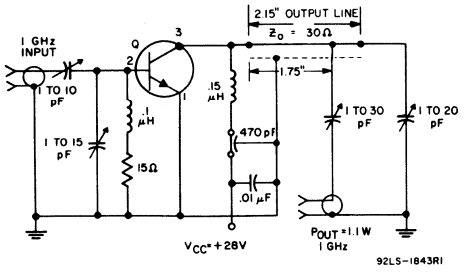 2.15" OUTPUT LINE
Z₀ = 30Ω
1.75"
1 GHz
INPUT
Q
3
2
1
1 TO 10
pF
1 TO 15
pF
.1
μH
15Ω
.15
μH
470 pF
.01 μF
1 TO 30
pF
1 TO 20
pF
VCC=+28V
POUT=1.1 W
1 GHz
92LS-1843RI